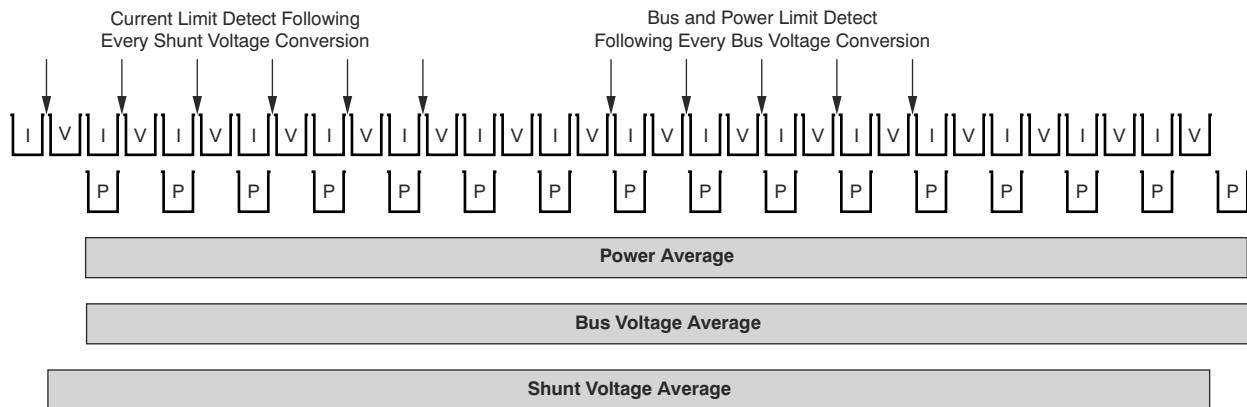 Current Limit Detect Following
Every Shunt Voltage Conversion
Bus and Power Limit Detect
Following Every Bus Voltage Conversion
I V I V I V I V I V I V I V I V I V I V I V I V I V I V I V I V
P P P P P P P P P P P P P P P P
Power Average
Bus Voltage Average
Shunt Voltage Average